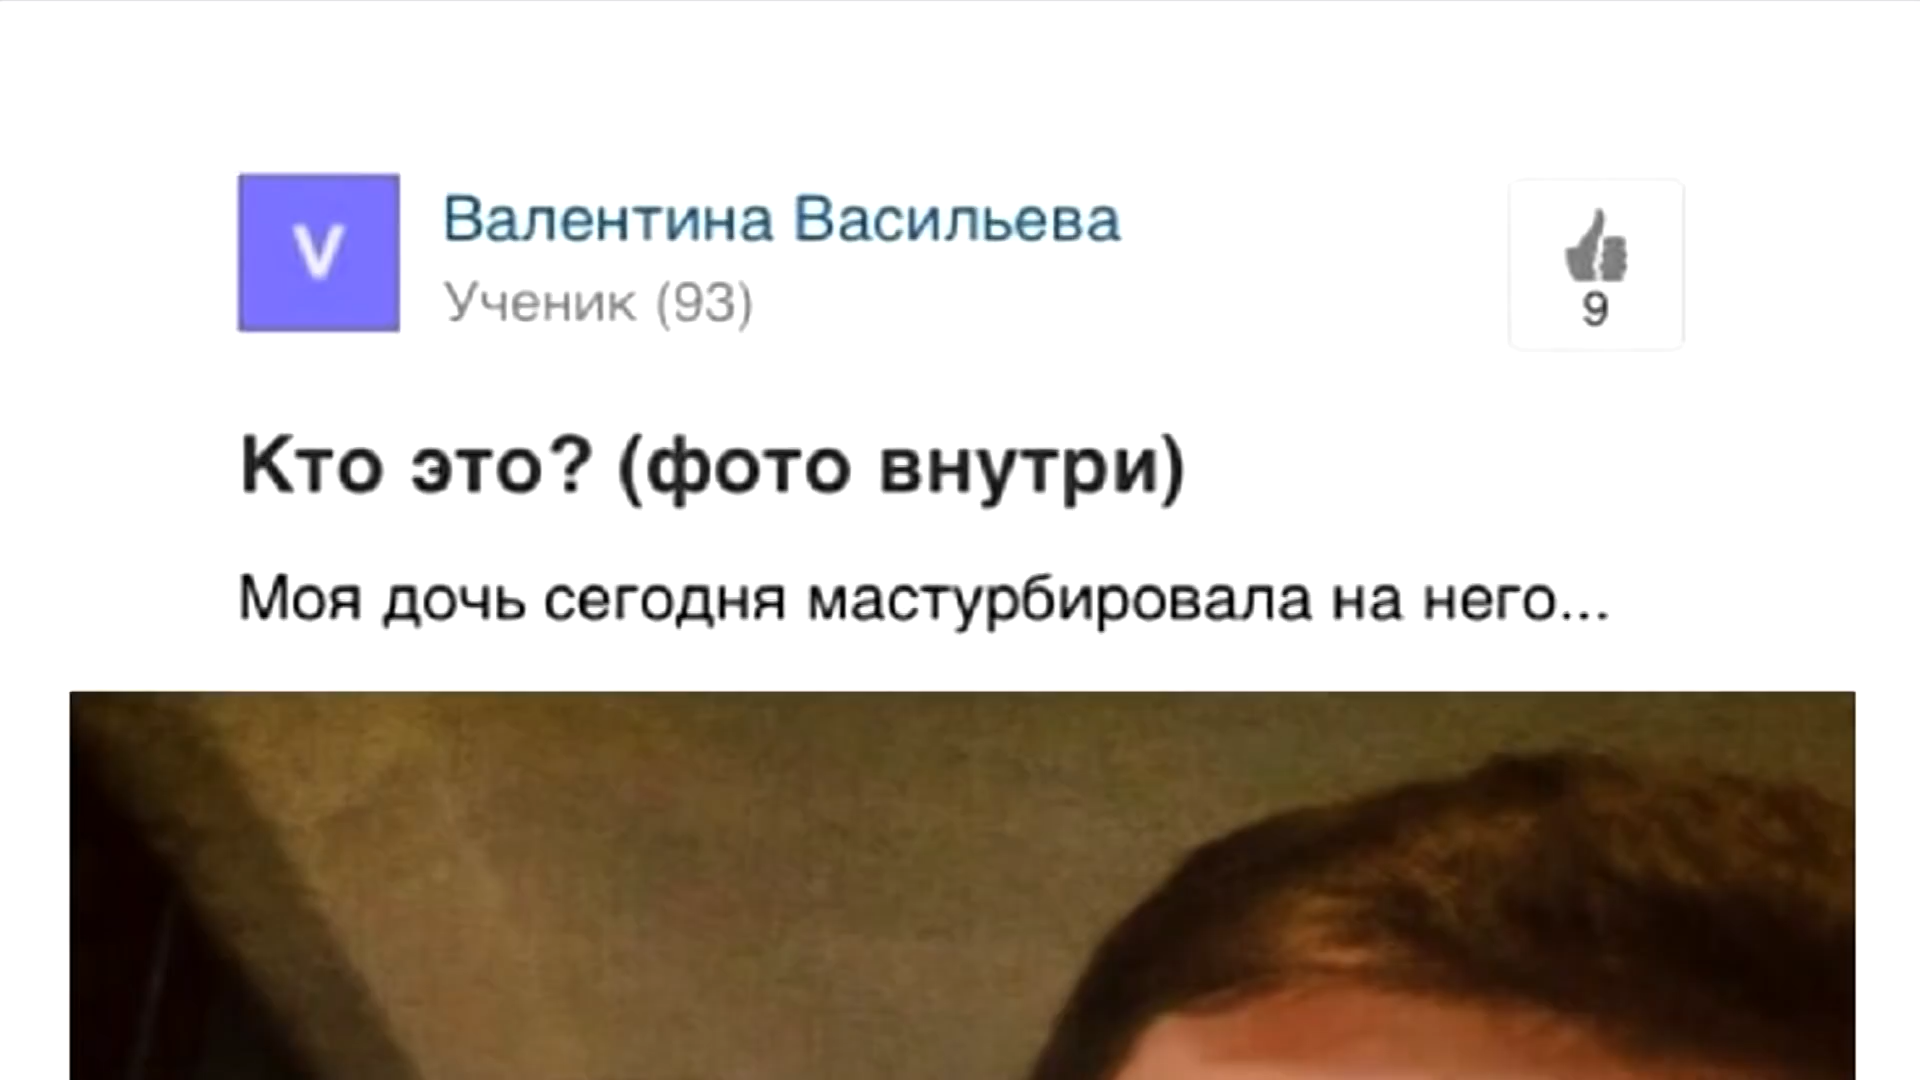 V
Валентина Васильева
Ученик (93)
9
Кто это? (фото внутри)
Моя дочь сегодня мастурбировала на него...